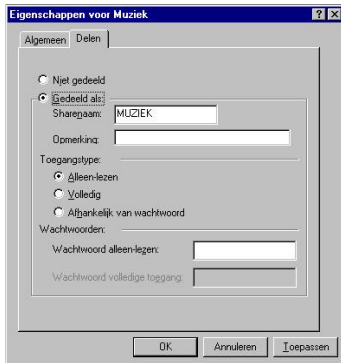 Eigenschappen voor Muziek
Algemeen Delen
Niet gedeeld
Gedeeld als:
Sharenaam: MUZIEK
Opmerking:
Toegangstype:
Alleen-lezen
Volledig
Afhankelijk van wachtwoord
Wachtwoorden:
Wachtwoord alleen-lezen:
Wachtwoord volledige toegang:
OK Annuleren Toepassen